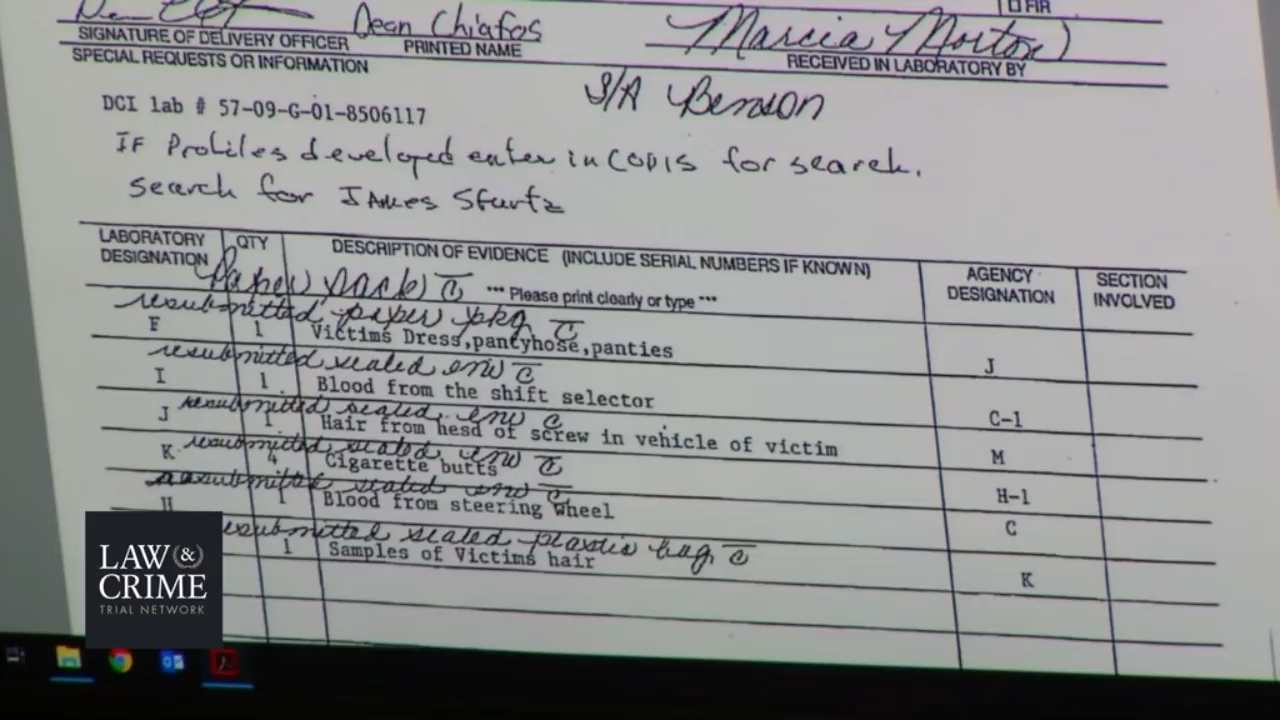 FIR
Dean Chiafos Marcia Morton
SIGNATURE OF DELIVERY OFFICER PRINTED NAME RECEIVED IN LABORATORY BY
SPECIAL REQUESTS OR INFORMATION
S/A Benson
DCI lab # 57-09-G-01-8506117
IF Profiles developed enter in CODIS for search.
search for JAmes Sturtz
LABORATORY DESIGNATION QTY DESCRIPTION OF EVIDENCE (INCLUDE SERIAL NUMBERS IF KNOWN) AGENCY DESIGNATION SECTION INVOLVED
Paper sack c̄ *** Please print clearly or type ***
resubmitted paper pkg c̄
F 1 Victims Dress,pantyhose,panties J
resubmitted sealed env c̄
I 1 Blood from the shift selector C-1
resubmitted sealed env c̄
J 1 Hair from hesd of screw in vehicle of victim M
resubmitted sealed env c̄
K 4 Cigarette butts H-1
resubmitted sealed env c̄
H 1 Blood from steering wheel C
resubmitted sealed plastic bag c̄
1 Samples of Victims hair K
LAW &
CRIME
TRIAL NETWORK